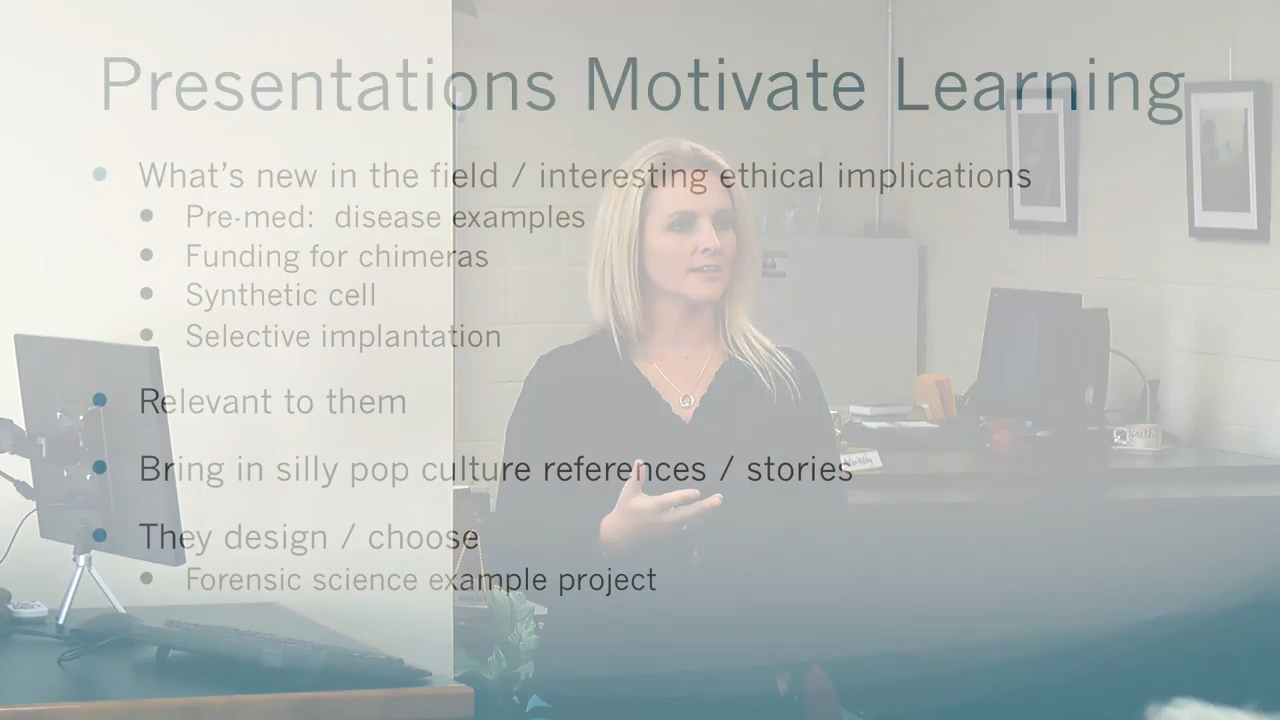 Presentations Motivate Learning
What's new in the field / interesting ethical implications
Pre-med: disease examples
Funding for chimeras
Synthetic cell
Selective implantation
Relevant to them
Bring in silly pop culture references / stories
They design / choose
Forensic science example project